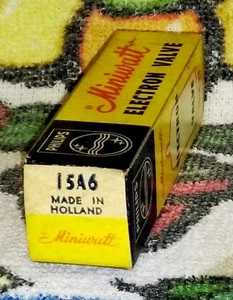 "Miniwatt"
ELECTRON VALVE
PHILIPS
15A6
MADE IN
HOLLAND
Miniwatt